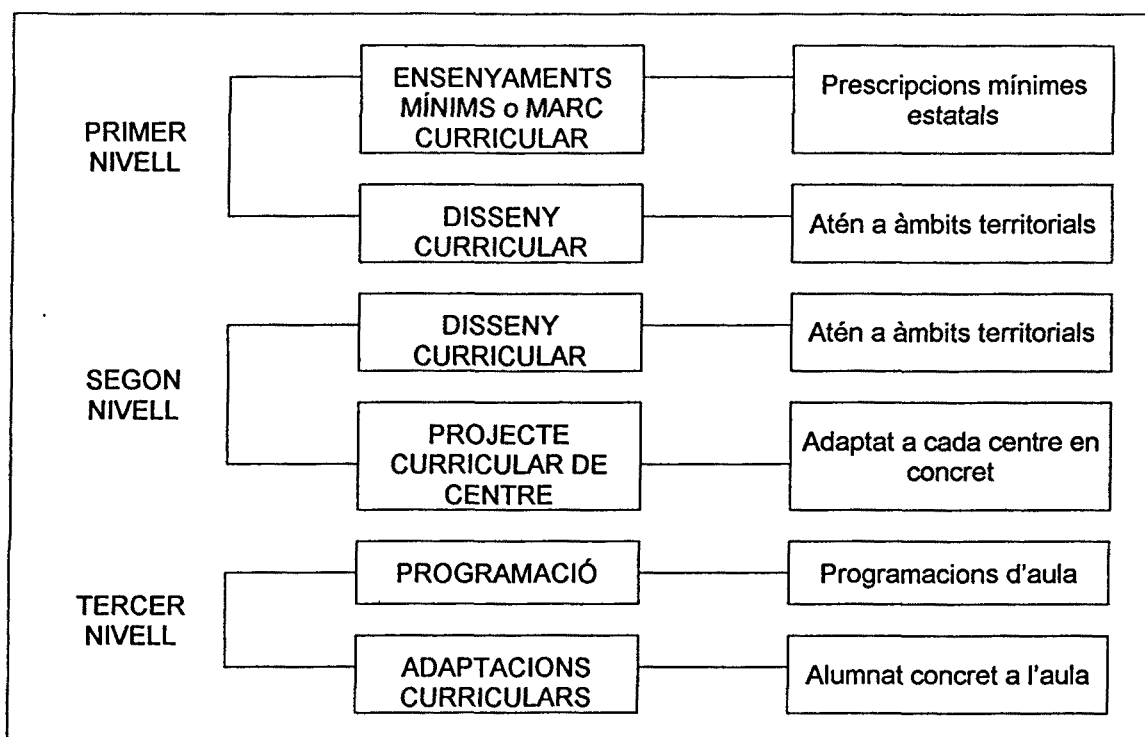 PRIMER
NIVELL
ENSENYAMENTS
MÍNIMS o MARC
CURRICULAR
Prescripcions mínimes
estatals
DISSENY
CURRICULAR
Atén a àmbits territorials
SEGON
NIVELL
DISSENY
CURRICULAR
Atén a àmbits territorials
PROJECTE
CURRICULAR DE
CENTRE
Adaptat a cada centre en
concret
TERCER
NIVELL
PROGRAMACIÓ
Programacions d'aula
ADAPTACIONS
CURRICULARS
Alumnat concret a l'aula